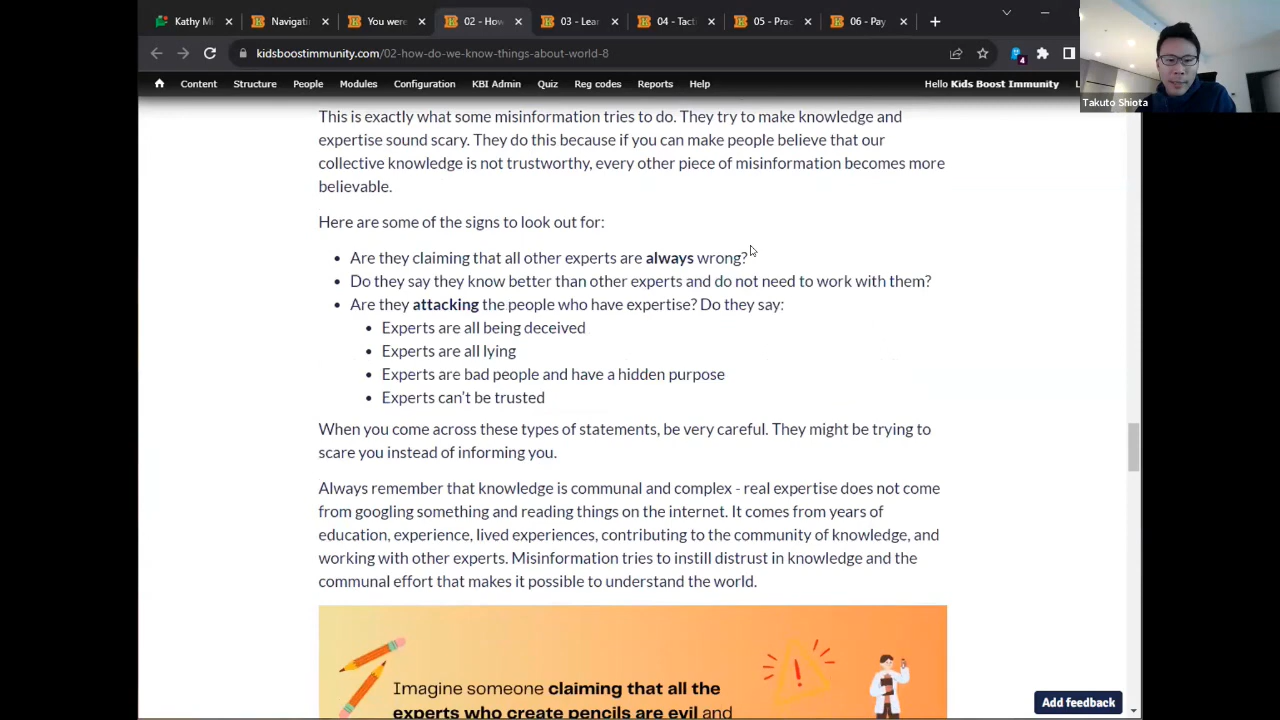 Kathy M
Navigati
You were
02 - How
03 - Lear
04 - Tacti
05 - Prac
06 - Pay
kidsboostimmunity.com/02-how-do-we-know-things-about-world-8
4
Content Structure People Modules Configuration KBI Admin Quiz Reg codes Reports Help Hello Kids Boost Immunity
Takuto Shiota
This is exactly what some misinformation tries to do. They try to make knowledge and
expertise sound scary. They do this because if you can make people believe that our
collective knowledge is not trustworthy, every other piece of misinformation becomes more
believable.
Here are some of the signs to look out for:
• Are they claiming that all other experts are always wrong?
• Do they say they know better than other experts and do not need to work with them?
• Are they attacking the people who have expertise? Do they say:
• Experts are all being deceived
• Experts are all lying
• Experts are bad people and have a hidden purpose
• Experts can't be trusted
When you come across these types of statements, be very careful. They might be trying to
scare you instead of informing you.
Always remember that knowledge is communal and complex - real expertise does not come
from googling something and reading things on the internet. It comes from years of
education, experience, lived experiences, contributing to the community of knowledge, and
working with other experts. Misinformation tries to instill distrust in knowledge and the
communal effort that makes it possible to understand the world.
Imagine someone claiming that all the
experts who create pencils are evil and
Add feedback